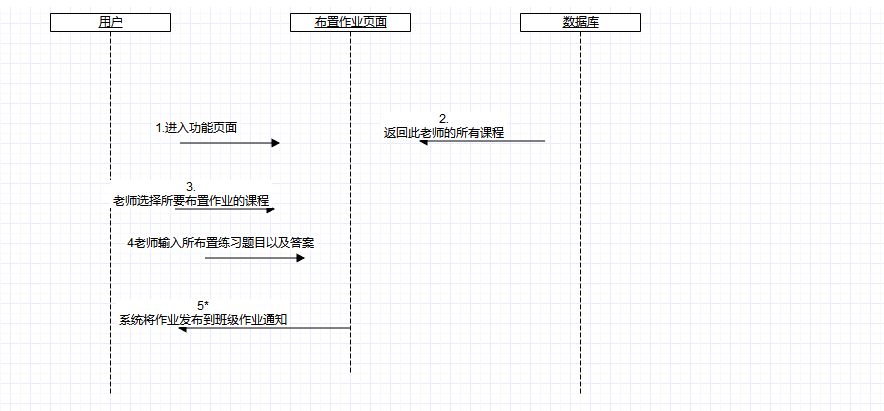 用户
布置作业页面
数据库
1.进入功能页面
2.
返回此老师的所有课程
3.
老师选择所要布置作业的课程
4老师输入所布置练习题目以及答案
5*
系统将作业发布到班级作业通知